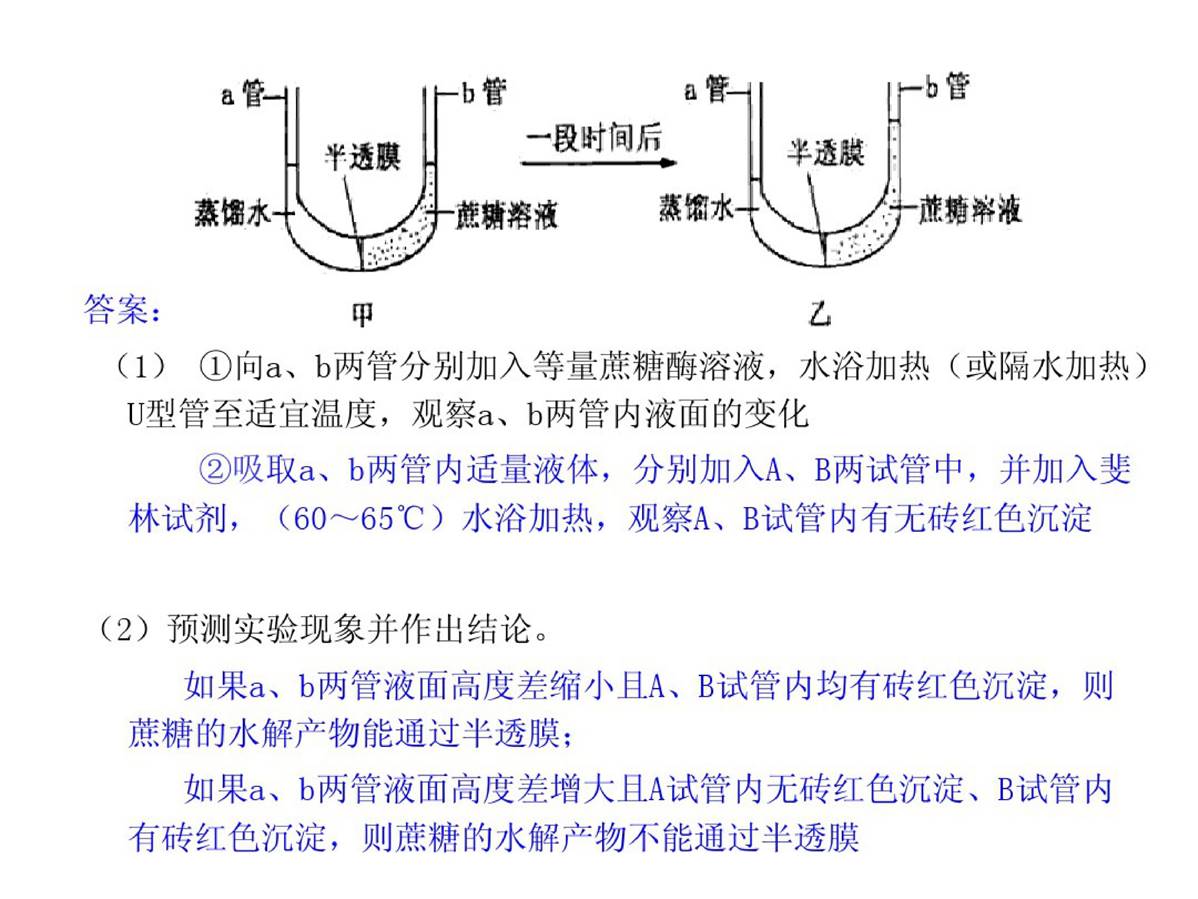 a管 b管 a管 b管
一段时间后
半透膜 半透膜
蒸馏水 蔗糖溶液 蒸馏水 蔗糖溶液
甲 乙
答案：
（1） ①向a、b两管分别加入等量蔗糖酶溶液，水浴加热（或隔水加热）
U型管至适宜温度，观察a、b两管内液面的变化
②吸取a、b两管内适量液体，分别加入A、B两试管中，并加入斐
林试剂，（60～65℃）水浴加热，观察A、B试管内有无砖红色沉淀
（2）预测实验现象并作出结论。
如果a、b两管液面高度差缩小且A、B试管内均有砖红色沉淀，则
蔗糖的水解产物能通过半透膜；
如果a、b两管液面高度差增大且A试管内无砖红色沉淀、B试管内
有砖红色沉淀，则蔗糖的水解产物不能通过半透膜